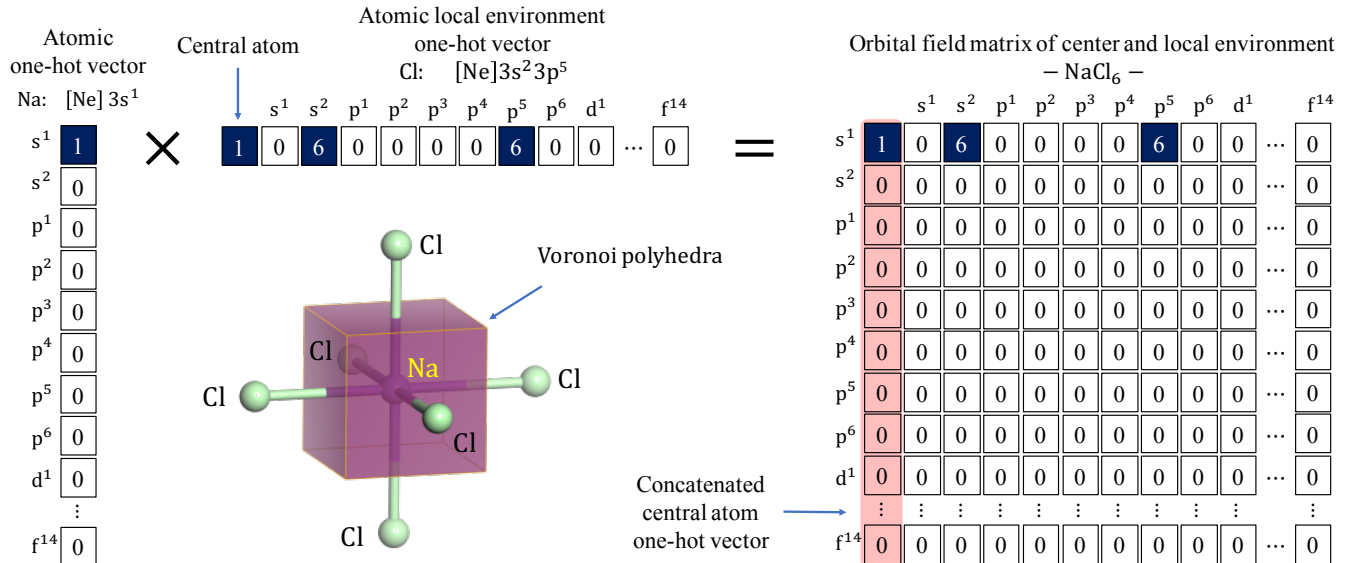 Atomic
one-hot vector
Na: [Ne] 3s¹
Central atom
Atomic local environment
one-hot vector
Cl: [Ne]3s²3p⁵
Orbital field matrix of center and local environment
− NaCl₆ −
s¹ s² p¹ p² p³ p⁴ p⁵ p⁶ d¹ f¹⁴
1 0 6 0 0 0 0 6 0 0 ... 0
s¹ 1
s² 0
p¹ 0
p² 0
p³ 0
p⁴ 0
p⁵ 0
p⁶ 0
d¹ 0
⋮
f¹⁴ 0
×
=
Voronoi polyhedra
Cl
Cl
Na
Cl
Cl
Cl
Cl
s¹ s² p¹ p² p³ p⁴ p⁵ p⁶ d¹ f¹⁴
s¹ 1 0 6 0 0 0 0 6 0 0 ... 0
s² 0 0 0 0 0 0 0 0 0 0 ... 0
p¹ 0 0 0 0 0 0 0 0 0 0 ... 0
p² 0 0 0 0 0 0 0 0 0 0 ... 0
p³ 0 0 0 0 0 0 0 0 0 0 ... 0
p⁴ 0 0 0 0 0 0 0 0 0 0 ... 0
p⁵ 0 0 0 0 0 0 0 0 0 0 ... 0
p⁶ 0 0 0 0 0 0 0 0 0 0 ... 0
d¹ 0 0 0 0 0 0 0 0 0 0 ... 0
⋮ ⋮ ⋮ ⋮ ⋮ ⋮ ⋮ ⋮ ⋮ ⋮
f¹⁴ 0 0 0 0 0 0 0 0 0 0 ... 0
Concatenated
central atom
one-hot vector